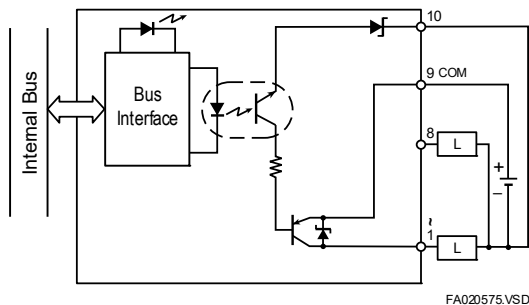 10
9 COM
Internal Bus
Bus
Interface
8
L
+
−
~
1
L
FA020575.VSD